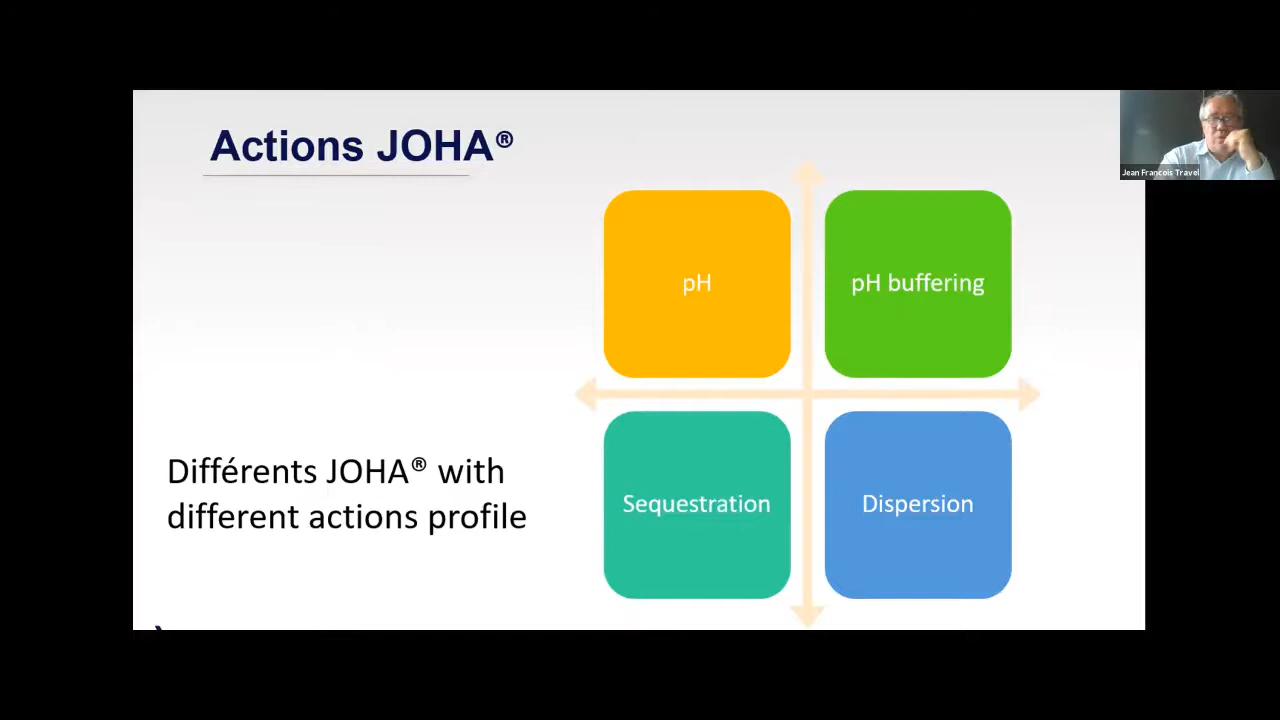 Actions JOHA®
Jean Francois Travel
pH
pH buffering
Différents JOHA® with
different actions profile
Sequestration
Dispersion